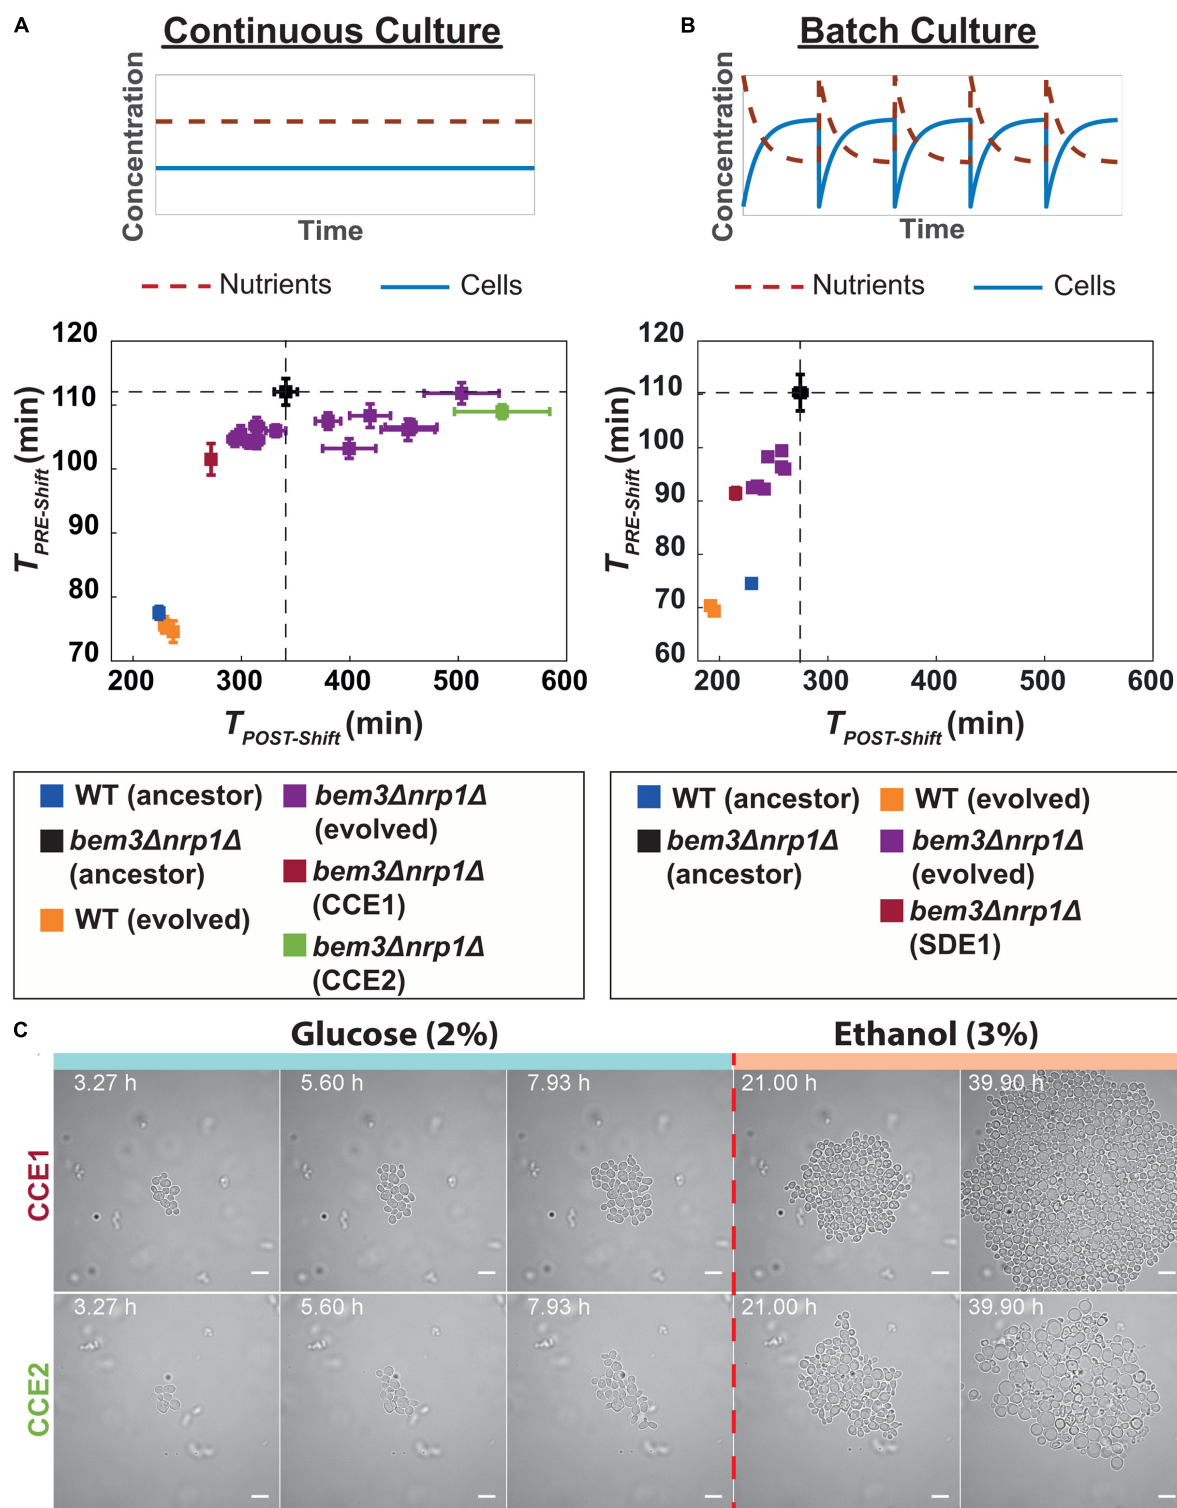 A
Continuous Culture
Concentration
Time
Nutrients
Cells
120
110
100
90
80
70
T PRE-Shift (min)
200 300 400 500 600
T POST-Shift (min)
WT (ancestor)
bem3Δnrp1Δ
(ancestor)
WT (evolved)
bem3Δnrp1Δ
(evolved)
bem3Δnrp1Δ
(CCE1)
bem3Δnrp1Δ
(CCE2)
B
Batch Culture
Concentration
Time
Nutrients
Cells
120
110
100
90
80
70
60
T PRE-Shift (min)
200 300 400 500 600
T POST-Shift (min)
WT (ancestor)
bem3Δnrp1Δ
(ancestor)
WT (evolved)
bem3Δnrp1Δ
(evolved)
bem3Δnrp1Δ
(SDE1)
C
Glucose (2%)
Ethanol (3%)
CCE1
3.27 h
5.60 h
7.93 h
21.00 h
39.90 h
CCE2
3.27 h
5.60 h
7.93 h
21.00 h
39.90 h